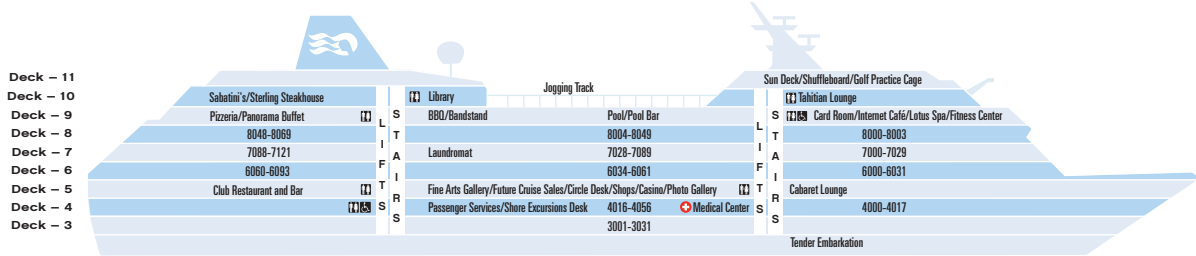 Deck – 11
Sun Deck/Shuffleboard/Golf Practice Cage
Jogging Track
Deck – 10
Sabatini's/Sterling Steakhouse
Library
Tahitian Lounge
Deck – 9
Pizzeria/Panorama Buffet
BBQ/Bandstand
Pool/Pool Bar
Card Room/Internet Café/Lotus Spa/Fitness Center
Deck – 8
8048-8069
8004-8049
8000-8003
Deck – 7
7088-7121
Laundromat
7028-7089
7000-7029
Deck – 6
6060-6093
6034-6061
6000-6031
Deck – 5
Club Restaurant and Bar
Fine Arts Gallery/Future Cruise Sales/Circle Desk/Shops/Casino/Photo Gallery
Cabaret Lounge
Deck – 4
Passenger Services/Shore Excursions Desk
4016-4056
Medical Center
4000-4017
Deck – 3
3001-3031
Tender Embarkation
LIFTS
STAIRS
LIFTS
STAIRS